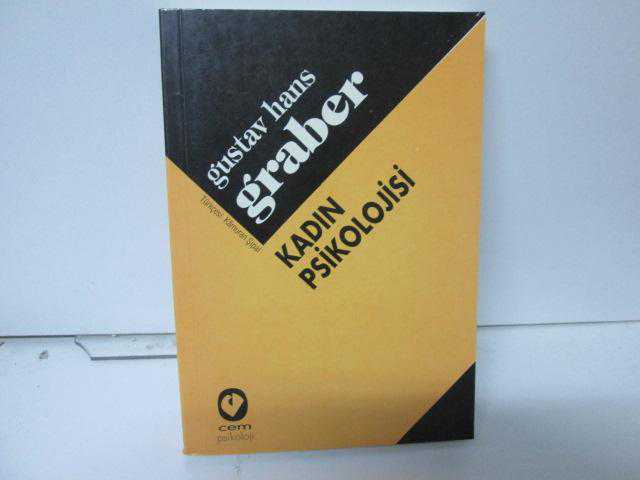 gustav hans
graber
Türkçesi: Kâmuran Şipal
KADIN
PSİKOLOJİSİ
cem
psikoloji